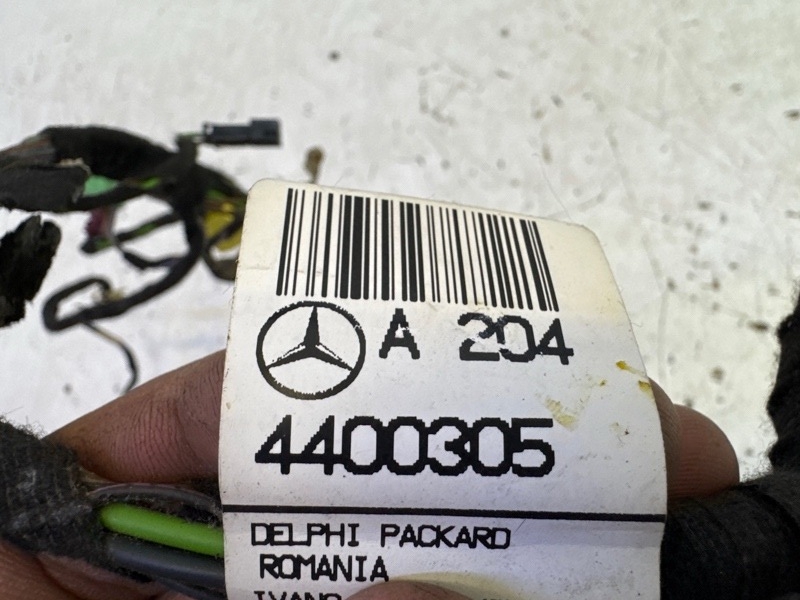 A 204
4400305
DELPHI PACKARD
ROMANIA